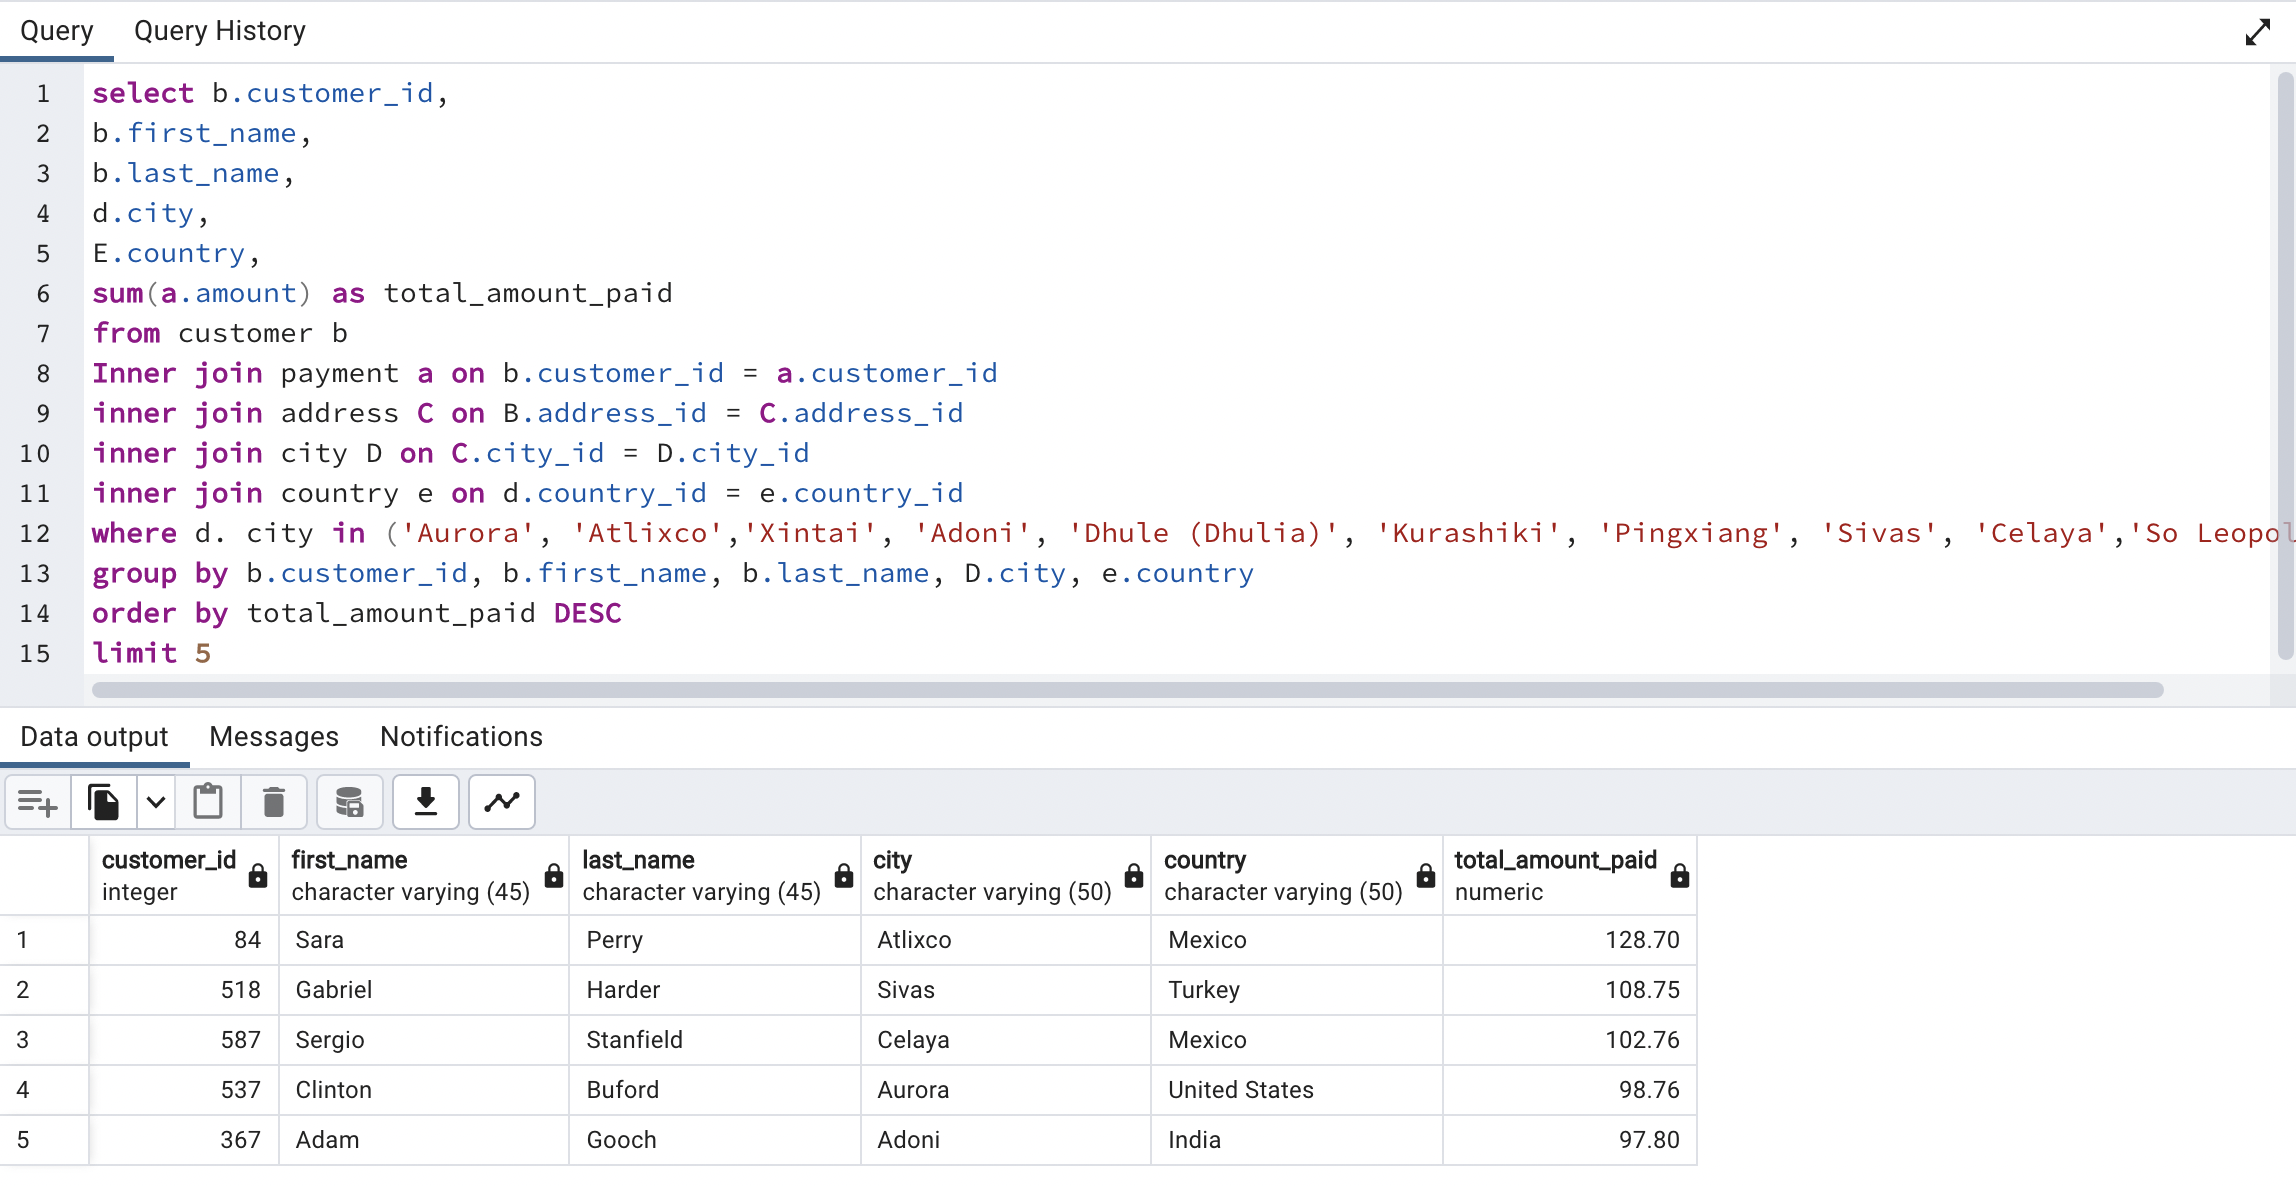 Query Query History
1 select b.customer_id,
2 b.first_name,
3 b.last_name,
4 d.city,
5 E.country,
6 sum(a.amount) as total_amount_paid
7 from customer b
8 Inner join payment a on b.customer_id = a.customer_id
9 inner join address C on B.address_id = C.address_id
10 inner join city D on C.city_id = D.city_id
11 inner join country e on d.country_id = e.country_id
12 where d. city in ('Aurora', 'Atlixco','Xintai', 'Adoni', 'Dhule (Dhulia)', 'Kurashiki', 'Pingxiang', 'Sivas', 'Celaya','So Leopol
13 group by b.customer_id, b.first_name, b.last_name, D.city, e.country
14 order by total_amount_paid DESC
15 limit 5
Data output Messages Notifications
customer_id first_name last_name city country total_amount_paid
integer character varying (45) character varying (45) character varying (50) character varying (50) numeric
1 84 Sara Perry Atlixco Mexico 128.70
2 518 Gabriel Harder Sivas Turkey 108.75
3 587 Sergio Stanfield Celaya Mexico 102.76
4 537 Clinton Buford Aurora United States 98.76
5 367 Adam Gooch Adoni India 97.80